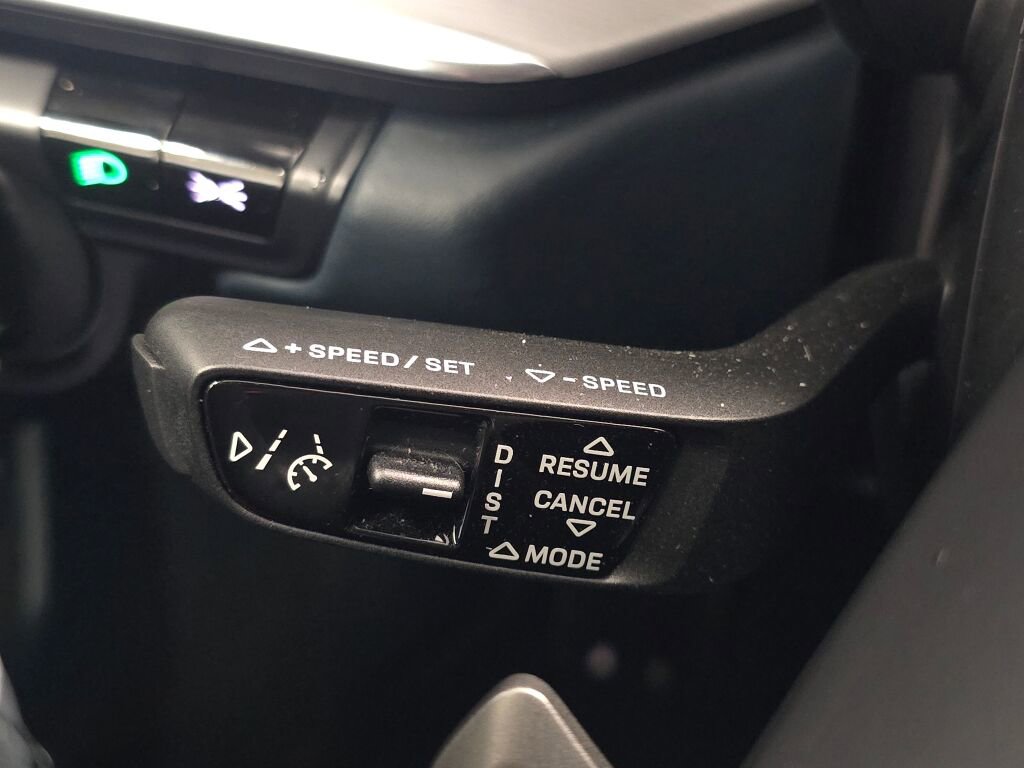 + SPEED / SET
- SPEED
DIST
RESUME
CANCEL
MODE